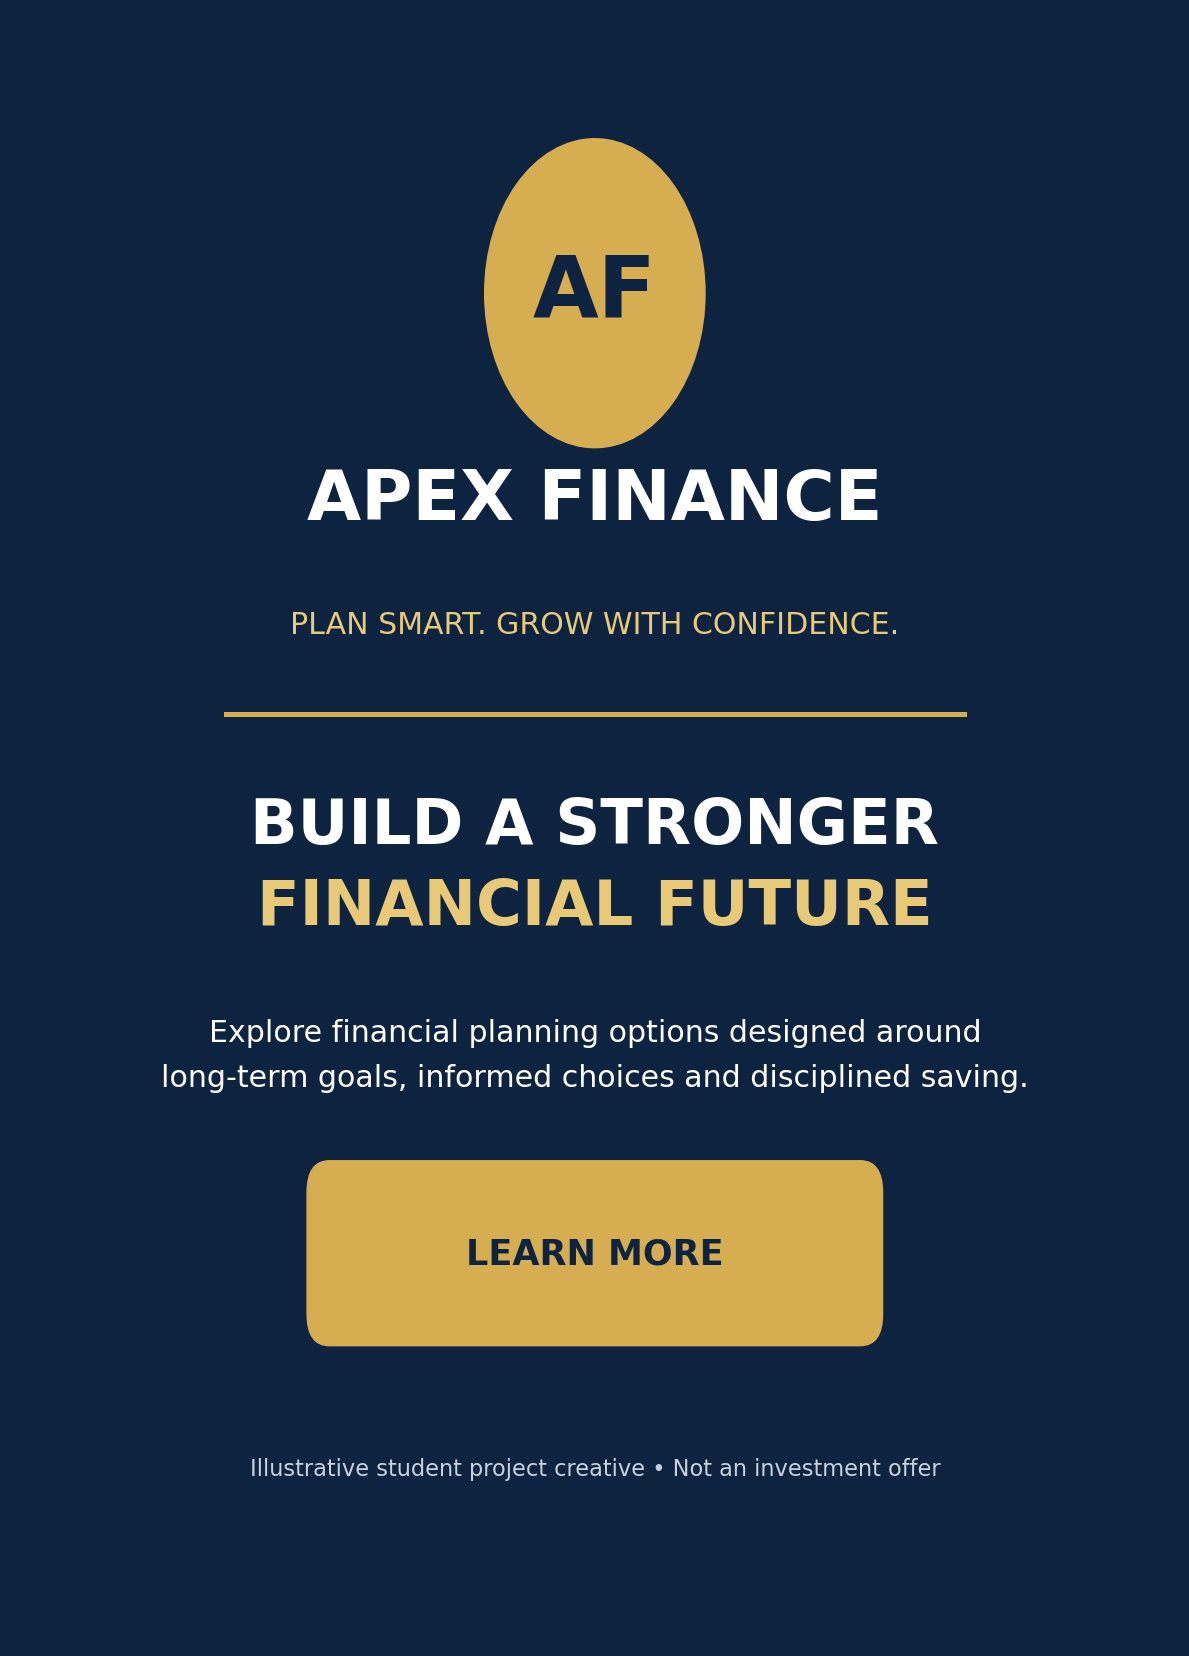 AF
APEX FINANCE
PLAN SMART. GROW WITH CONFIDENCE.
BUILD A STRONGER
FINANCIAL FUTURE
Explore financial planning options designed around
long-term goals, informed choices and disciplined saving.
LEARN MORE
Illustrative student project creative • Not an investment offer